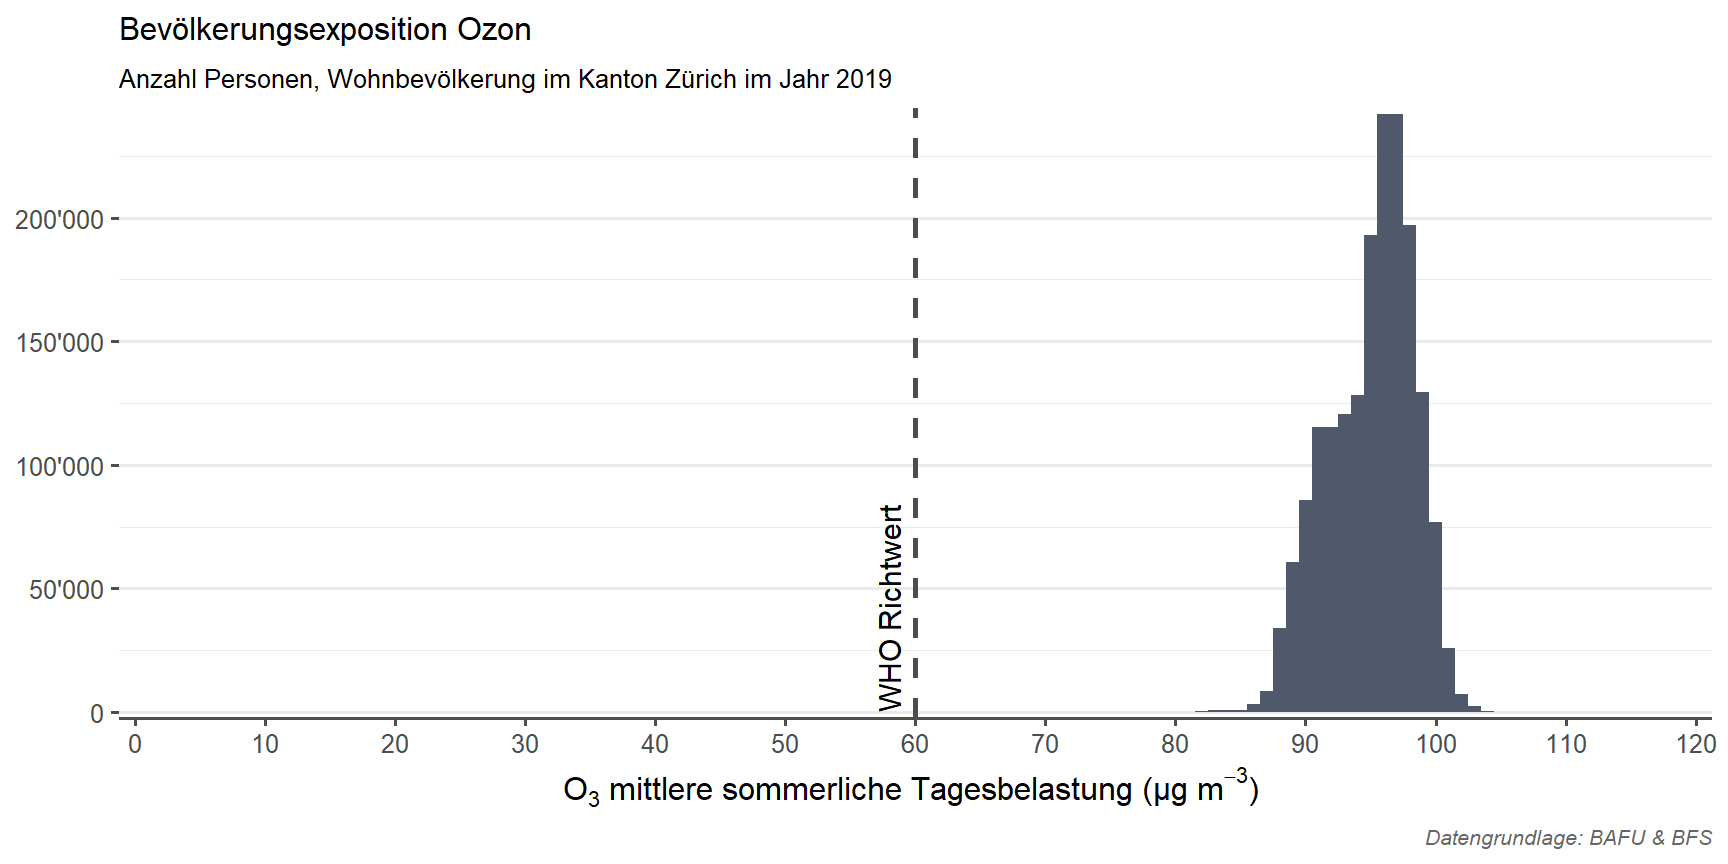 Bevölkerungsexposition Ozon
Anzahl Personen, Wohnbevölkerung im Kanton Zürich im Jahr 2019
200'000
150'000
100'000
50'000
0
WHO Richtwert
0 10 20 30 40 50 60 70 80 90 100 110 120
O₃ mittlere sommerliche Tagesbelastung (µg m⁻³)
Datengrundlage: BAFU & BFS